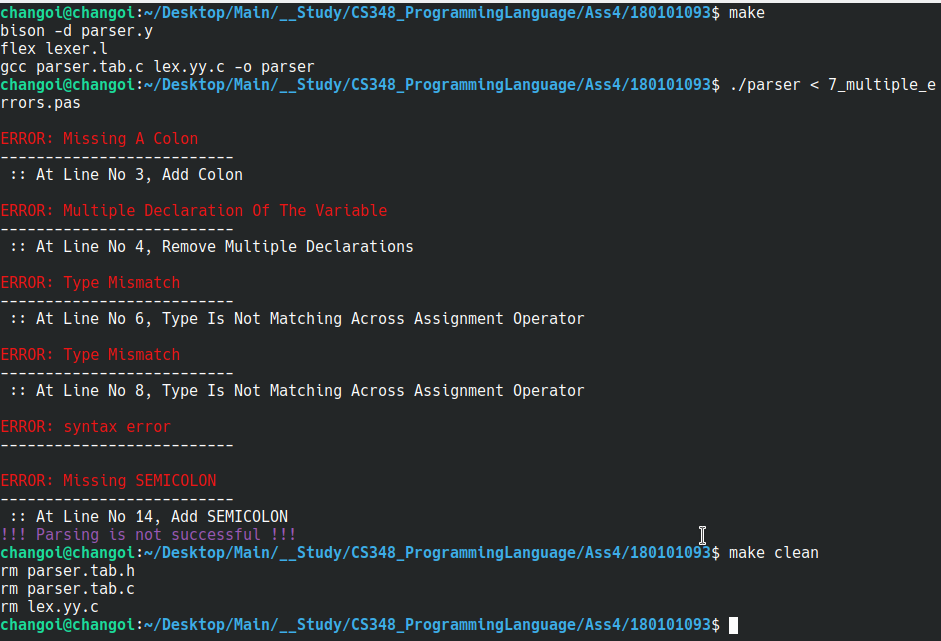 changoi@changoi:~/Desktop/Main/__Study/CS348_ProgrammingLanguage/Ass4/180101093$ make
bison -d parser.y
flex lexer.l
gcc parser.tab.c lex.yy.c -o parser
changoi@changoi:~/Desktop/Main/__Study/CS348_ProgrammingLanguage/Ass4/180101093$ ./parser < 7_multiple_e
rrors.pas
ERROR: Missing A Colon
--------------------------
:: At Line No 3, Add Colon
ERROR: Multiple Declaration Of The Variable
--------------------------
:: At Line No 4, Remove Multiple Declarations
ERROR: Type Mismatch
--------------------------
:: At Line No 6, Type Is Not Matching Across Assignment Operator
ERROR: Type Mismatch
--------------------------
:: At Line No 8, Type Is Not Matching Across Assignment Operator
ERROR: syntax error
--------------------------
ERROR: Missing SEMICOLON
--------------------------
:: At Line No 14, Add SEMICOLON
!!! Parsing is not successful !!!
changoi@changoi:~/Desktop/Main/__Study/CS348_ProgrammingLanguage/Ass4/180101093$ make clean
rm parser.tab.h
rm parser.tab.c
rm lex.yy.c
changoi@changoi:~/Desktop/Main/__Study/CS348_ProgrammingLanguage/Ass4/180101093$